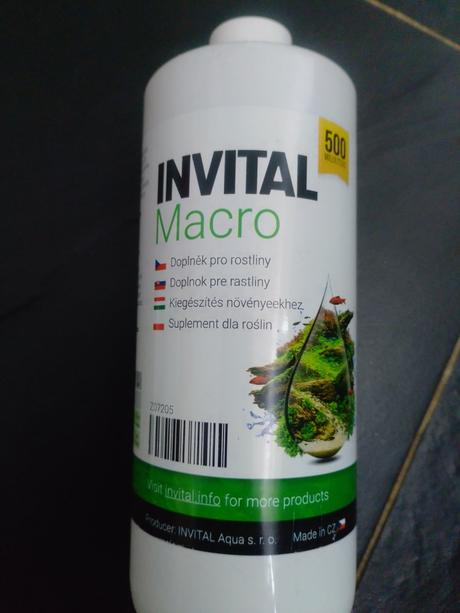 500
INVITAL
Macro
Doplněk pro rostliny
Doplnok pre rastliny
Kiegészítés növényeekhez
Suplement dla roślin
Z07205
Visit invital.info for more products
Producer: INVITAL Aqua s. r. o. Made in CZ